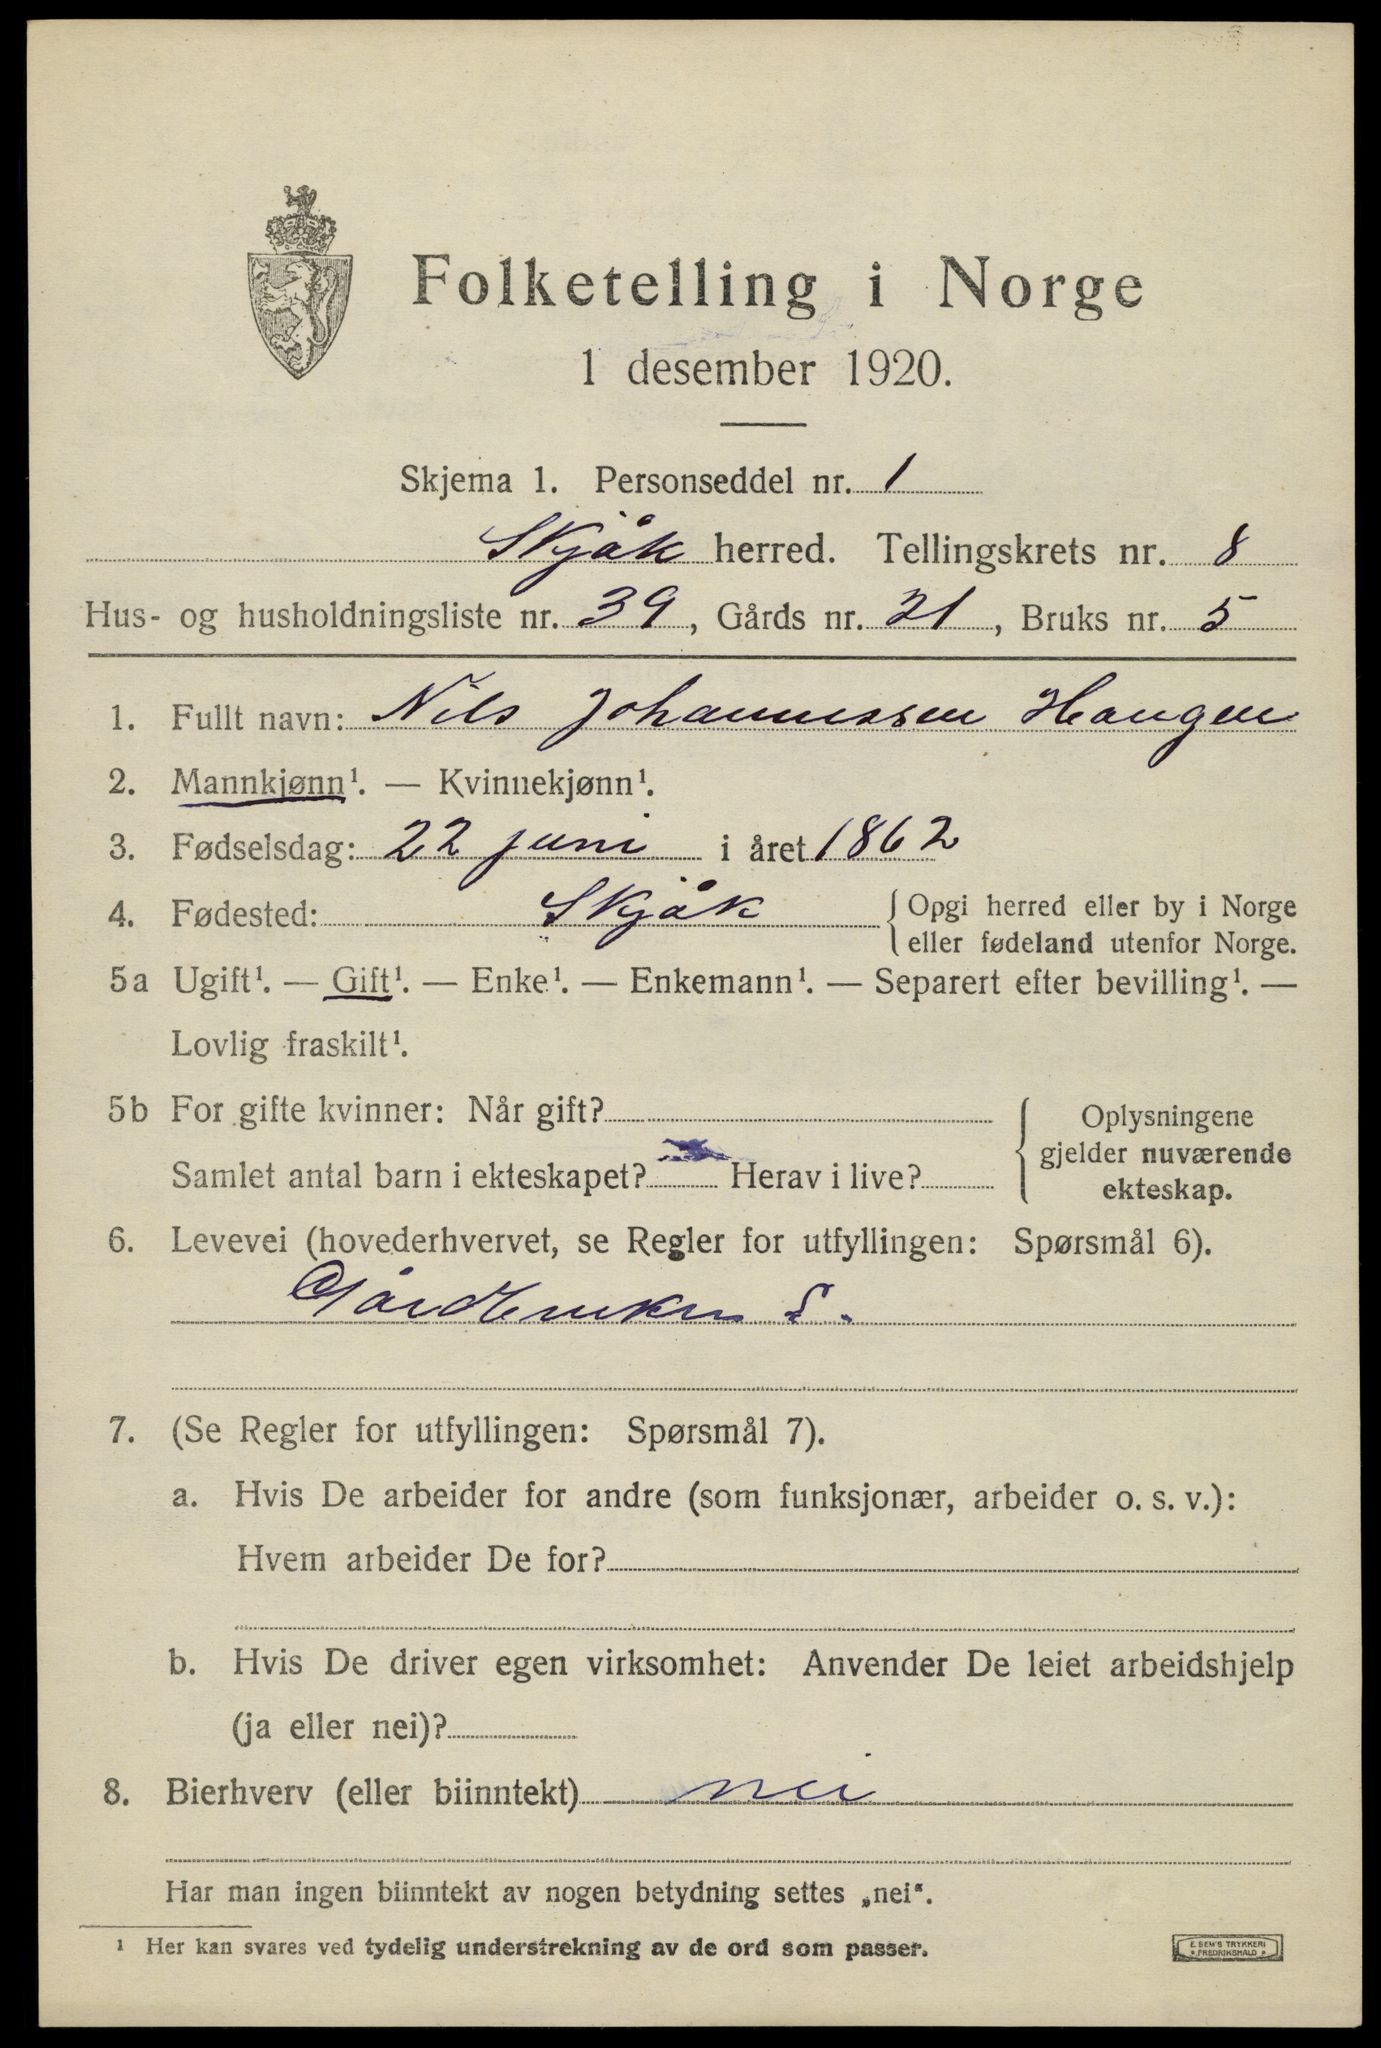 Folketelling i Norge
1 desember 1920.
Skjema 1. Personseddel nr. 1
Skjåk herred. Tellingskrets nr. 8
Hus- og husholdningsliste nr. 39, Gårds nr. 21, Bruks nr. 5
1. Fullt navn: Nils Johannessen Haugen
2. Mannkjønn¹. — Kvinnekjønn¹.
3. Fødselsdag: 22 juni i året 1862
4. Fødested: Skjåk { Opgi herred eller by i Norge
eller fødeland utenfor Norge.
5a Ugift¹. — Gift¹. — Enke¹. — Enkemann¹. — Separert efter bevilling¹. —
Lovlig fraskilt¹.
5b For gifte kvinner: Når gift? { Oplysningene
gjelder nuværende
Samlet antal barn i ekteskapet? Herav i live?
ekteskap.
6. Levevei (hovederhvervet, se Regler for utfyllingen: Spørsmål 6).
Gårdbruker S.
7. (Se Regler for utfyllingen: Spørsmål 7).
a. Hvis De arbeider for andre (som funksjonær, arbeider o. s. v.):
Hvem arbeider De for?
b. Hvis De driver egen virksomhet: Anvender De leiet arbeidshjelp
(ja eller nei)?
8. Bierhverv (eller biinntekt) nei
Har man ingen biinntekt av nogen betydning settes „nei“.
¹ Her kan svares ved tydelig understrekning av de ord som passer.
E. SEM'S TRYKKERI
• FREDRIKSHALD •